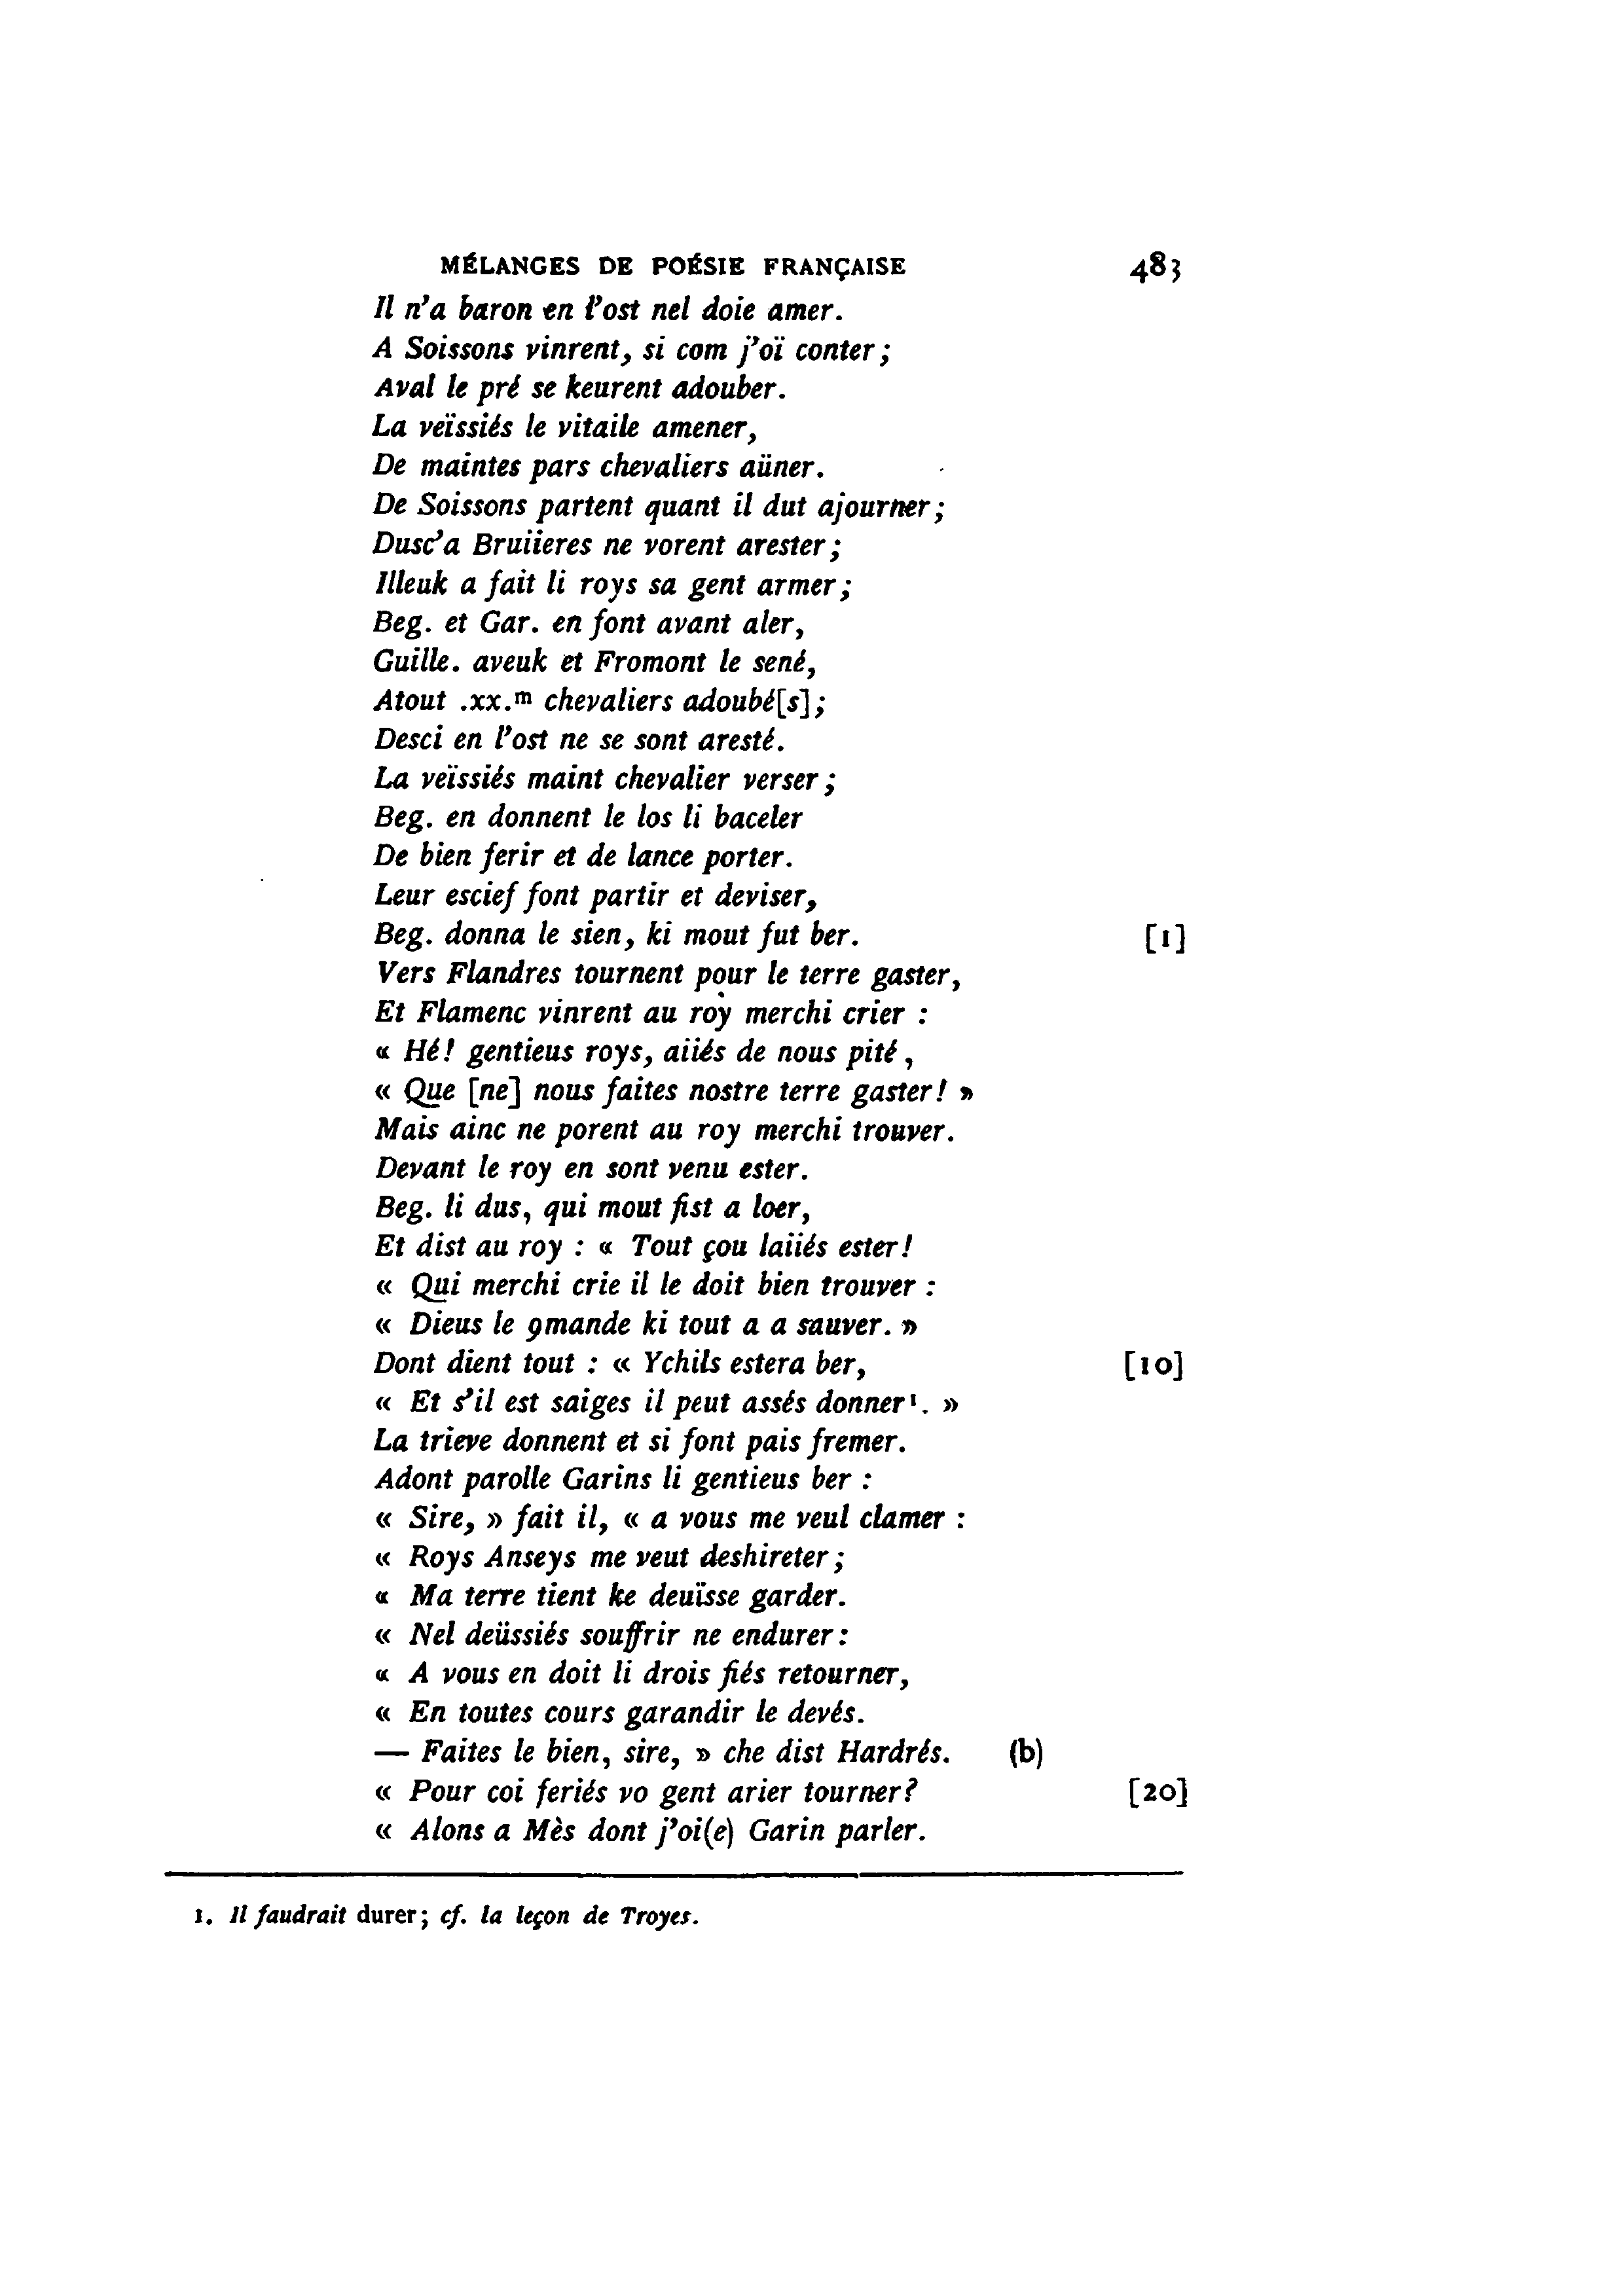 MÉLANGES DE POÉSIE FRANÇAISE 483
Il n'a baron en l'ost nel doie amer.
A Soissons vinrent, si com j'oï conter;
Aval le pré se keurent adouber.
La veïssiés le vitaile amener,
De maintes pars chevaliers aüner.
De Soissons partent quant il dut ajourner;
Dusc'a Bruiieres ne vorent arester;
Illeuk a fait li roys sa gent armer;
Beg. et Gar. en font avant aler,
Guille. aveuk et Fromont le sené,
Atout .xx.ᵐ chevaliers adoubé[s];
Desci en l'ost ne se sont aresté.
La veïssiés maint chevalier verser;
Beg. en donnent le los li baceler
De bien ferir et de lance porter.
Leur escief font partir et deviser,
Beg. donna le sien, ki mout fut ber. [1]
Vers Flandres tournent pour le terre gaster,
Et Flamenc vinrent au roy merchi crier :
« Hé! gentieus roys, aiiés de nous pité,
« Que [ne] nous faites nostre terre gaster! »
Mais ainc ne porent au roy merchi trouver.
Devant le roy en sont venu ester.
Beg. li dus, qui mout fist a loer,
Et dist au roy : « Tout çou laiiés ester!
« Qui merchi crie il le doit bien trouver :
« Dieus le 9mande ki tout a a sauver. »
Dont dient tout : « Ychils estera ber, [10]
« Et s'il est saiges il peut assés donner¹. »
La trieve donnent et si font pais fremer.
Adont parolle Garins li gentieus ber :
« Sire, » fait il, « a vous me veul clamer :
« Roys Anseys me veut deshireter;
« Ma terre tient ke deuïsse garder.
« Nel deüssiés souffrir ne endurer:
« A vous en doit li drois fiés retourner,
« En toutes cours garandir le devés.
— Faites le bien, sire, » che dist Hardrés. (b)
« Pour coi feriés vo gent arier tourner? [20]
« Alons a Mès dont j'oi(e) Garin parler.
1. Il faudrait durer; cf. la leçon de Troyes.